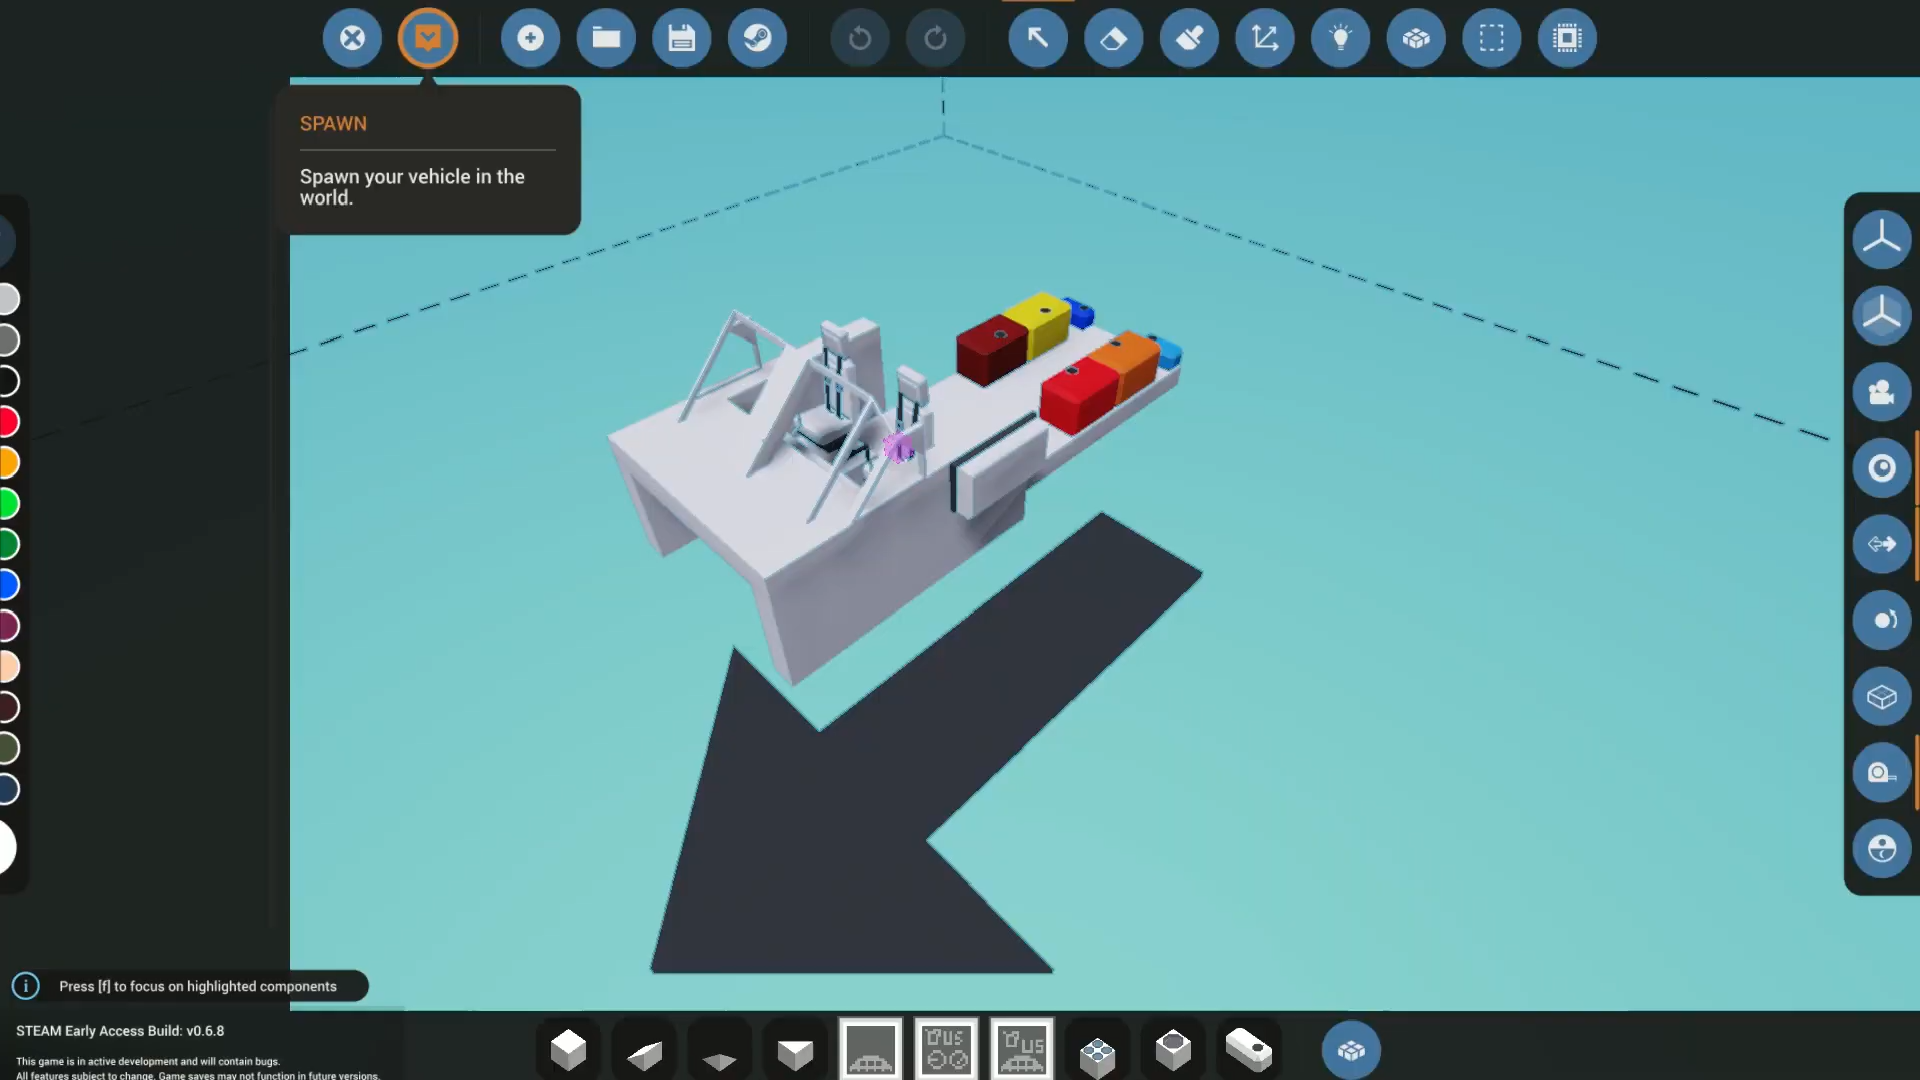 SPAWN
Spawn your vehicle in the
world.
Press [f] to focus on highlighted components
STEAM Early Access Build: v0.6.8
This game is in active development and will contain bugs.
All features subject to change. Game saves may not function in future versions.